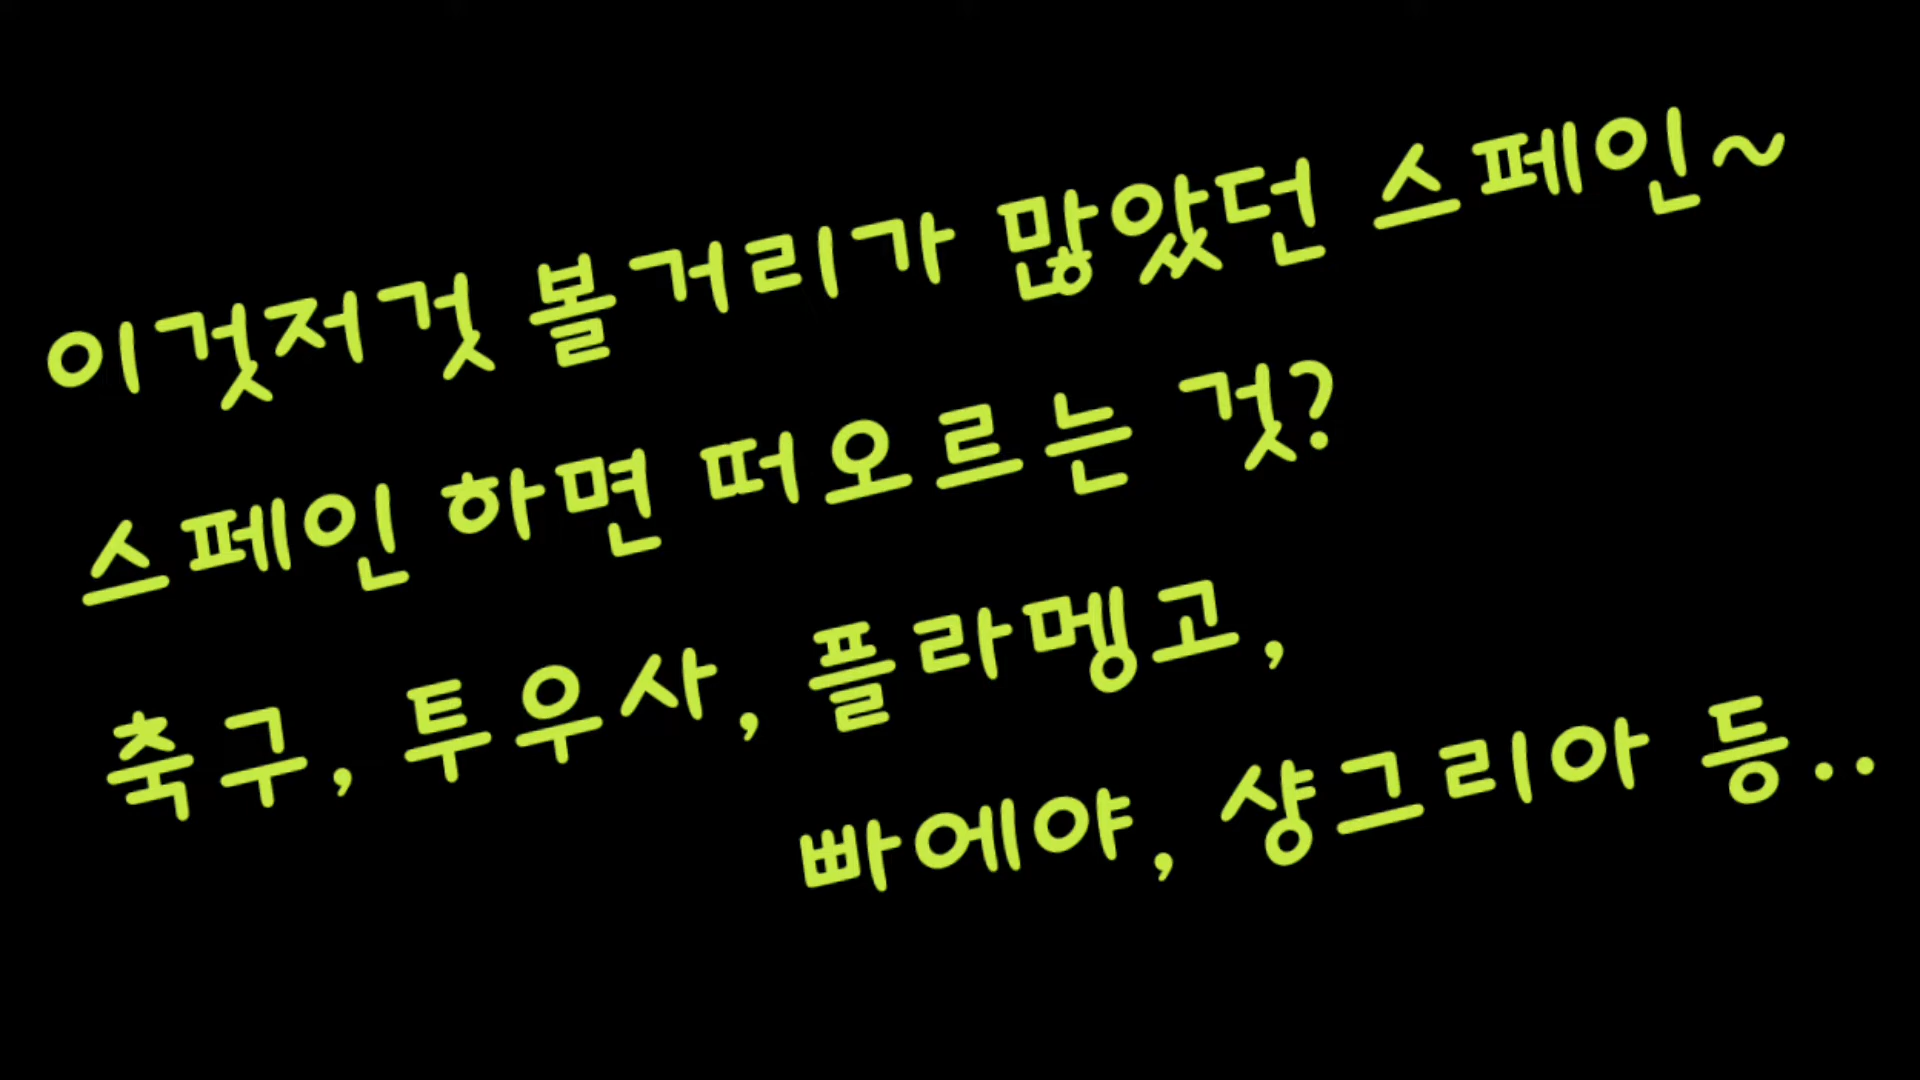 이것저것 볼거리가 많았던 스페인~
스페인 하면 떠오르는 것?
축구, 투우사, 플라멩고,
빠에야, 샹그리아 등..